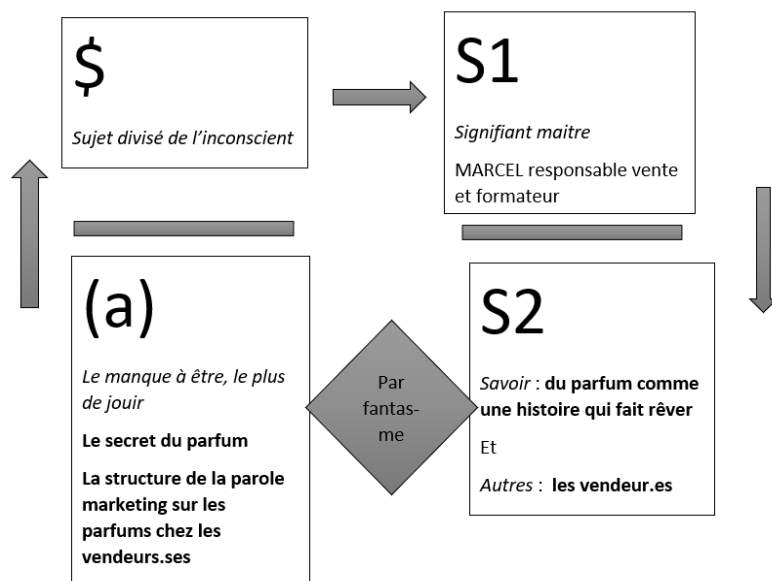 $
Sujet divisé de l'inconscient
S1
Signifiant maitre
MARCEL responsable vente
et formateur
(a)
Le manque à être, le plus
de jouir
Le secret du parfum
La structure de la parole
marketing sur les
parfums chez les
vendeurs.ses
Par
fantas-
me
S2
Savoir : du parfum comme
une histoire qui fait rêver
Et
Autres : les vendeur.es